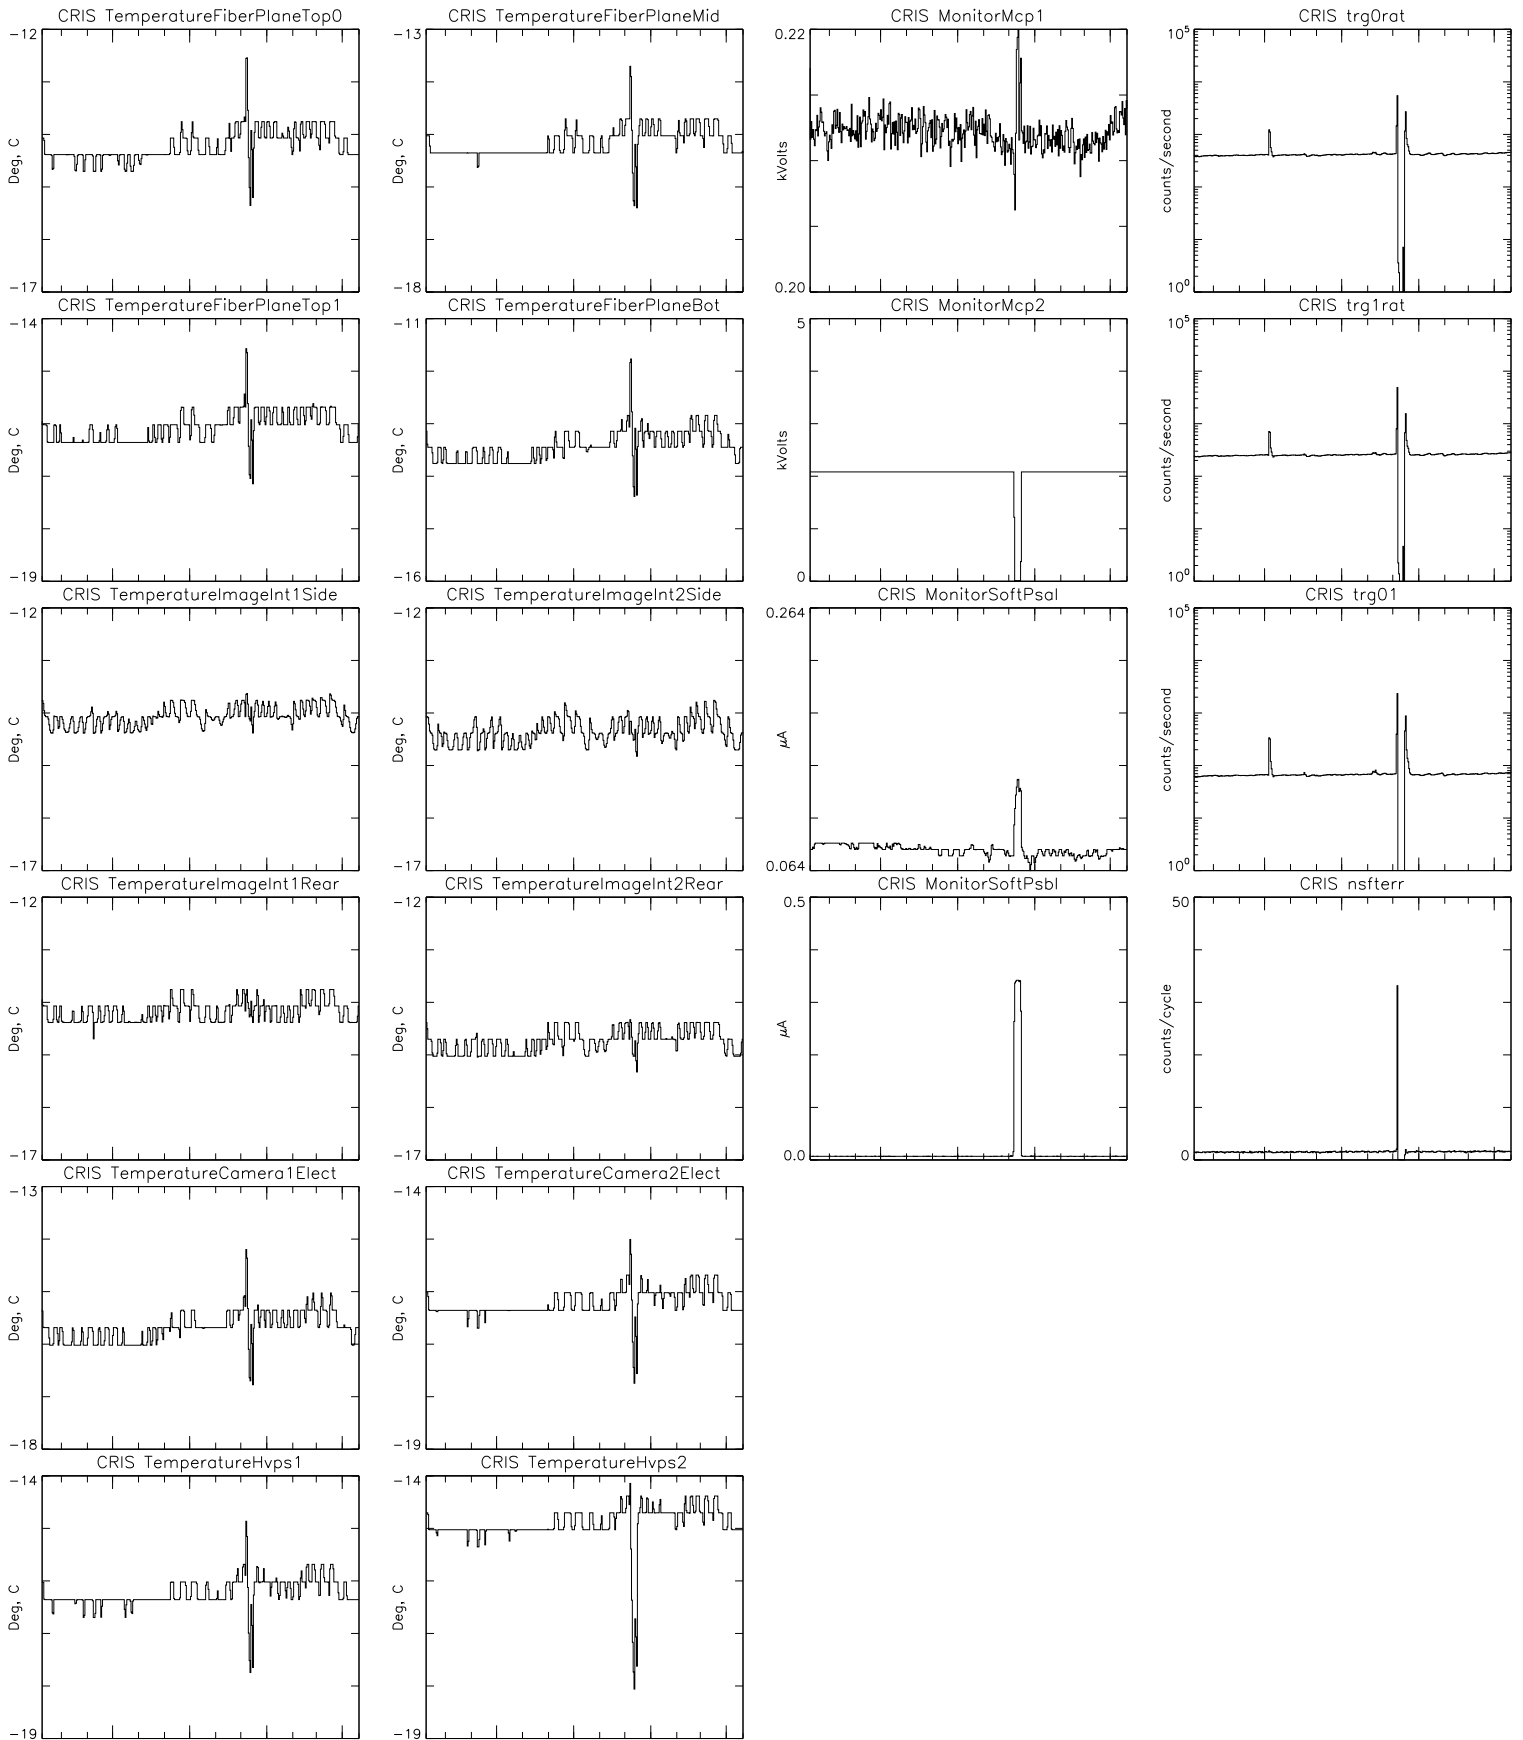 CRIS TemperatureFiberPlaneTop0
CRIS TemperatureFiberPlaneMid
CRIS MonitorMcp1
CRIS trg0rat
-12
Deg, C
-17
-13
Deg, C
-18
0.22
kVolts
0.20
10^5
counts/second
10^0
CRIS TemperatureFiberPlaneTop1
CRIS TemperatureFiberPlaneBot
CRIS MonitorMcp2
CRIS trg1rat
-14
Deg, C
-19
-11
Deg, C
-16
5
kVolts
0
10^5
counts/second
10^0
CRIS TemperatureImageInt1Side
CRIS TemperatureImageInt2Side
CRIS MonitorSoftPsaI
CRIS trg01
-12
Deg, C
-17
-12
Deg, C
-17
0.264
μA
0.064
10^5
counts/second
10^0
CRIS TemperatureImageInt1Rear
CRIS TemperatureImageInt2Rear
CRIS MonitorSoftPsbI
CRIS nsfterr
-12
Deg, C
-17
-12
Deg, C
-17
0.5
μA
0.0
50
counts/cycle
0
CRIS TemperatureCamera1Elect
CRIS TemperatureCamera2Elect
-13
Deg, C
-18
-14
Deg, C
-19
CRIS TemperatureHvps1
CRIS TemperatureHvps2
-14
Deg, C
-19
-14
Deg, C
-19